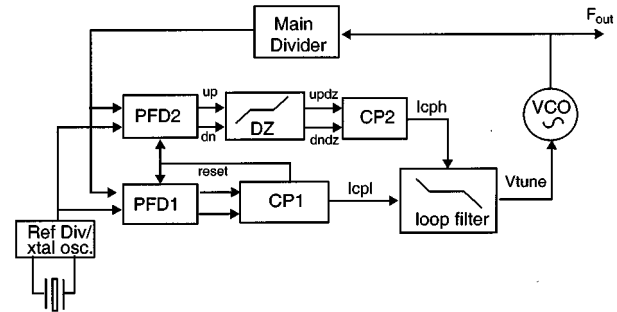 Main
Divider
Fout
PFD2
up
dn
DZ
updz
dndz
CP2
Icph
VCO
reset
PFD1
CP1
Icpl
loop filter
Vtune
Ref Div/
xtal osc.